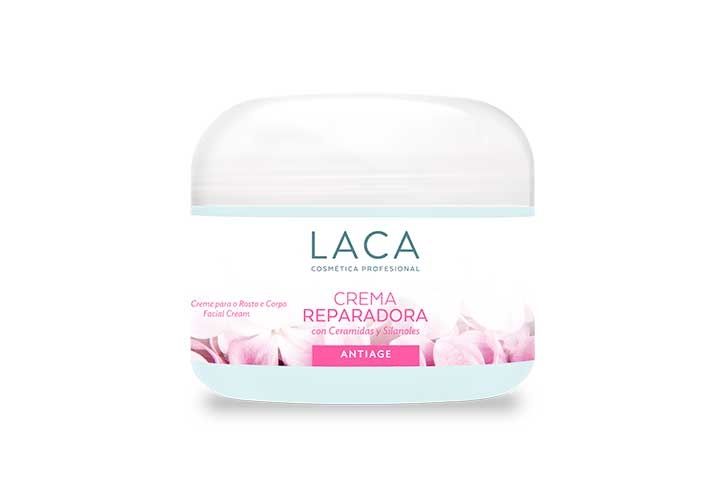 LACA
COSMÉTICA PROFESIONAL
CREMA
REPARADORA
con Ceramidas y Silanoles
ANTIAGE
Creme para o Rosto e Corpo
Facial Cream